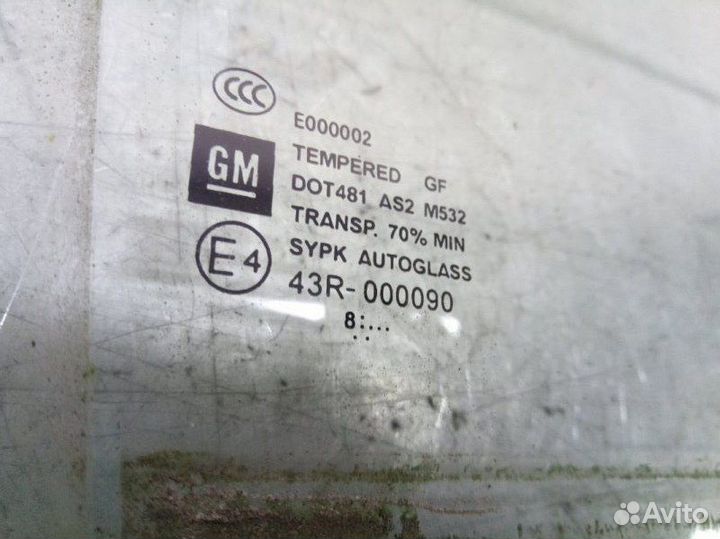 CCC
E000002
GM
TEMPERED GF
DOT481 AS2 M532
TRANSP. 70% MIN
E4
SYPK AUTOGLASS
43R-000090
8:...
Avito